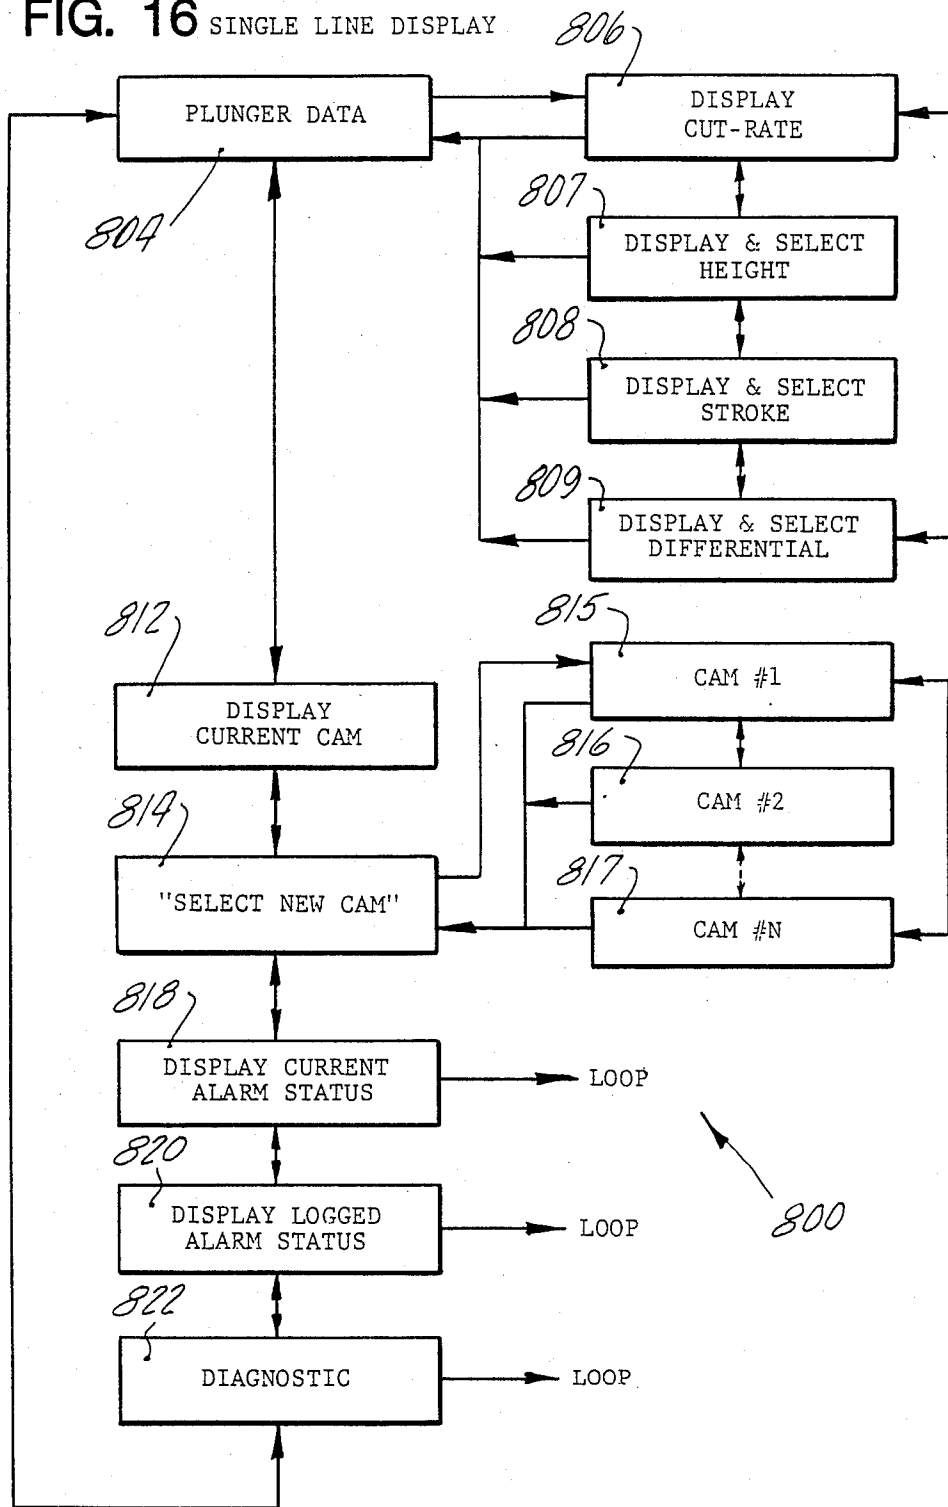 FIG. 16 SINGLE LINE DISPLAY
806
PLUNGER DATA
DISPLAY
CUT-RATE
804
807
DISPLAY & SELECT
HEIGHT
808
DISPLAY & SELECT
STROKE
809
DISPLAY & SELECT
DIFFERENTIAL
812
DISPLAY
CURRENT CAM
815
CAM #1
816
CAM #2
814
"SELECT NEW CAM"
817
CAM #N
818
DISPLAY CURRENT
ALARM STATUS
LOOP
820
DISPLAY LOGGED
ALARM STATUS
LOOP
800
822
DIAGNOSTIC
LOOP